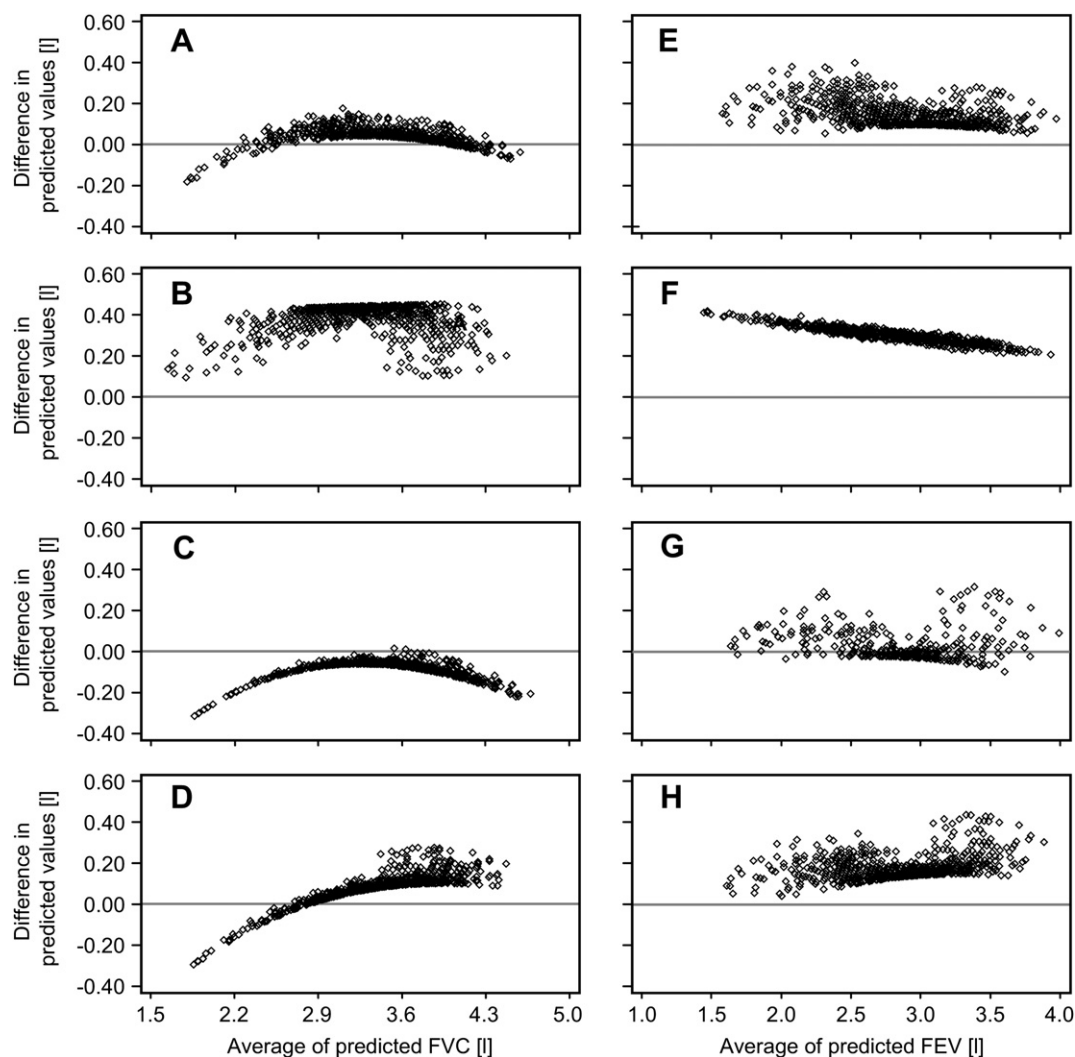 0.60
0.40
0.20
0.00
-0.20
-0.40
Difference in
predicted values [l]
A
E
0.60
0.40
0.20
0.00
-0.20
-0.40
Difference in
predicted values [l]
B
F
0.60
0.40
0.20
0.00
-0.20
-0.40
Difference in
predicted values [l]
C
G
0.60
0.40
0.20
0.00
-0.20
-0.40
Difference in
predicted values [l]
D
H
1.5 2.2 2.9 3.6 4.3 5.0 1.0 1.5 2.0 2.5 3.0 3.5 4.0
Average of predicted FVC [l] Average of predicted FEV [l]